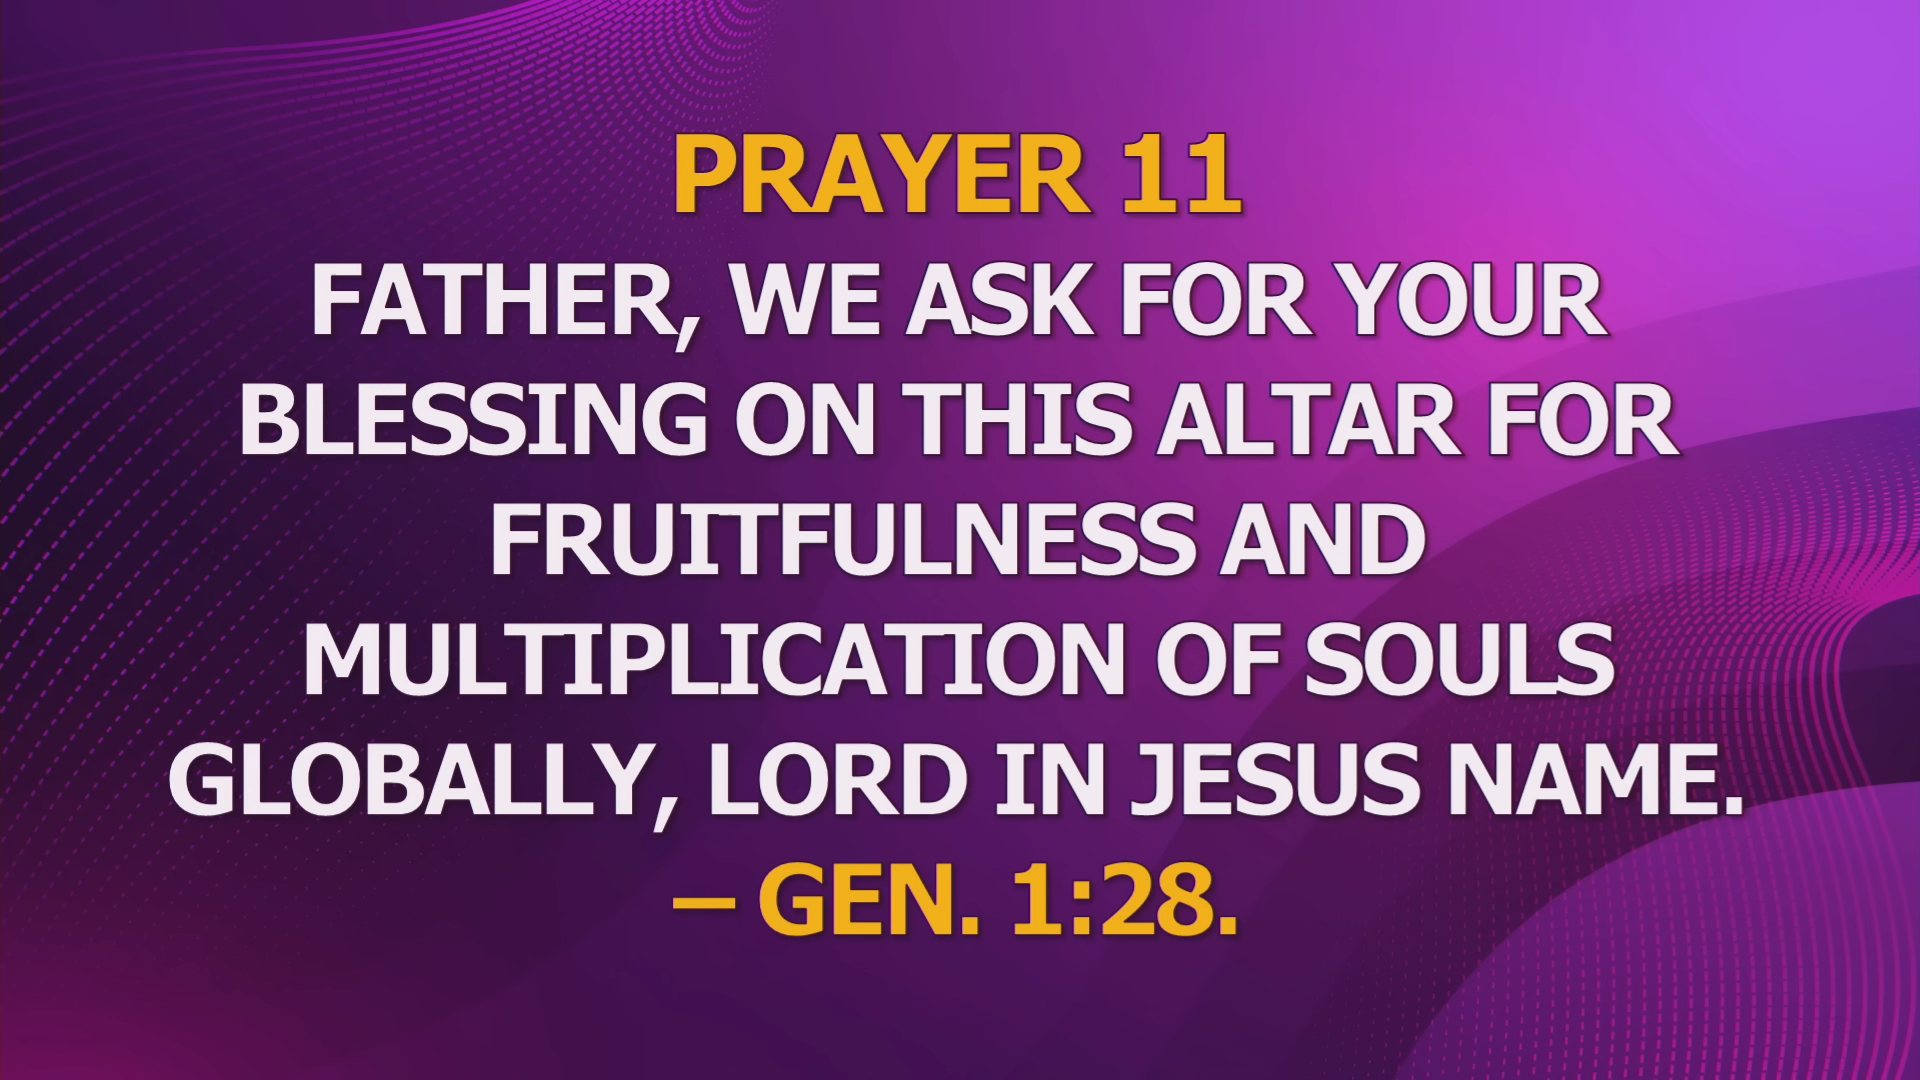 PRAYER 11
FATHER, WE ASK FOR YOUR
BLESSING ON THIS ALTAR FOR
FRUITFULNESS AND
MULTIPLICATION OF SOULS
GLOBALLY, LORD IN JESUS NAME.
– GEN. 1:28.